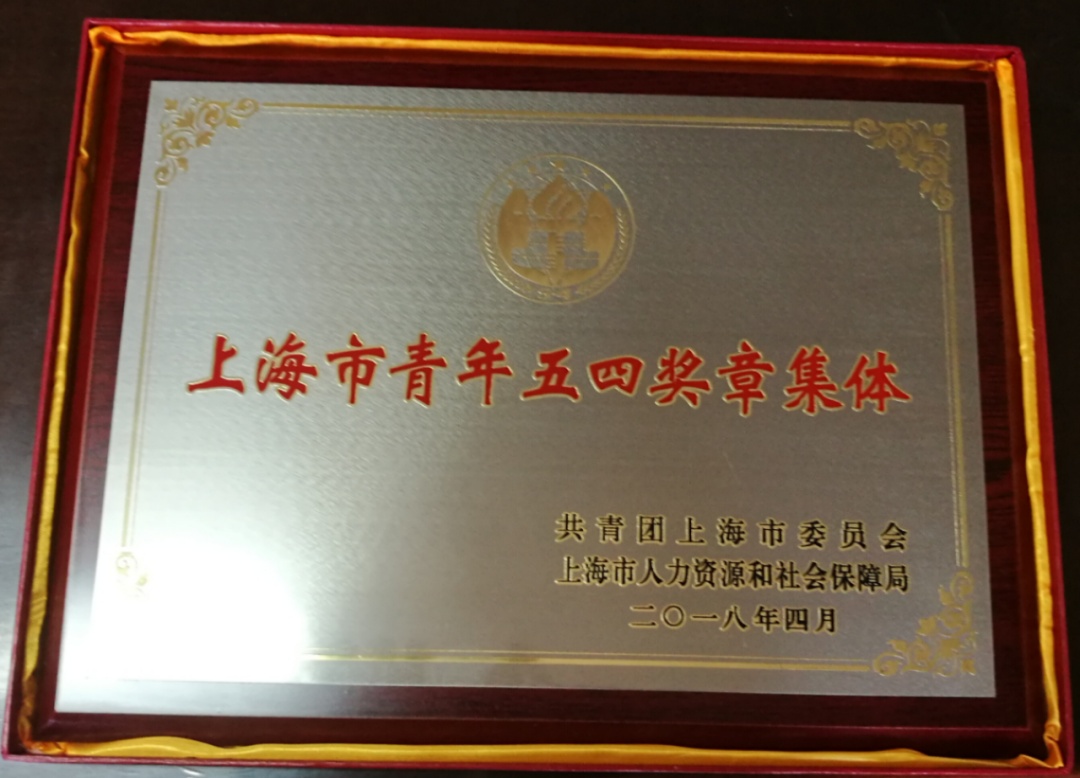 上海市青年五四奖章集体
共青团上海市委员会
上海市人力资源和社会保障局
二〇一八年四月